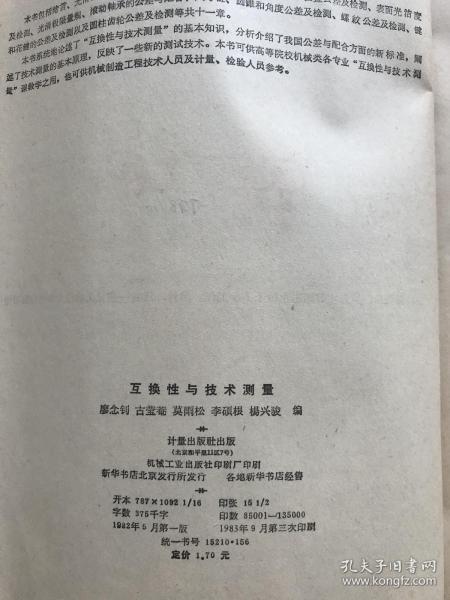 及检测、光滑极限量规、滚动轴承的公差与配合
圆锥和角度公差及检测、螺纹公差及检测、键
和花键的公差及检测以及圆柱齿轮公差及检测等共十一章。
本书系统地论述了“互换性与技术测量”的基本知识，分析介绍了我国公差与配合方面的新标准，阐
述了技术测量的基本原理，反映了一些新的测试技术。本书可供高等院校机械类各专业“互换性与技术测
量”课教学之用，也可供机械制造工程技术人员及计量、检验人员参考。
互换性与技术测量
廖念钊 古莹菴 莫雨松 李硕根 杨兴骏 编
计量出版社出版
（北京和平里11区7号）
机械工业出版社印刷厂印刷
新华书店北京发行所发行 各地新华书店经售
开本 787×1092 1/16 印张 15 1/2
字数 375千字 印数 85001—135000
1982年5月第一版 1983年9月第三次印刷
统一书号 15210·156
定价 1.70 元
孔夫子旧书网